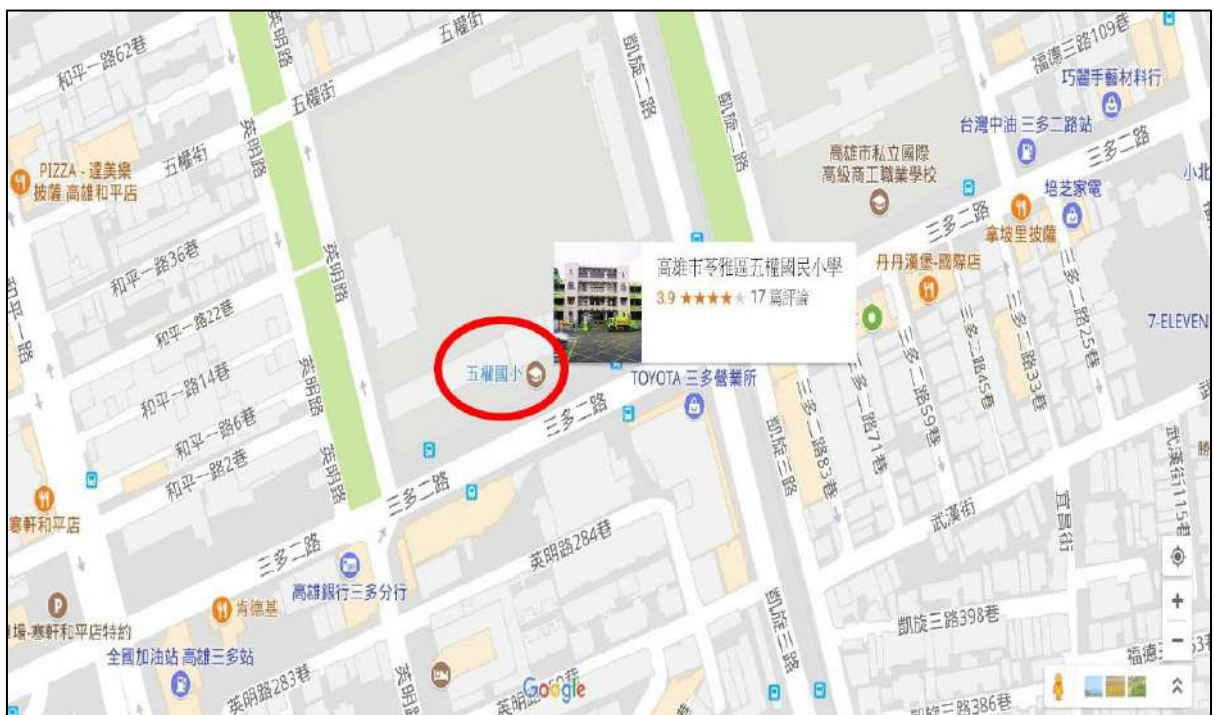 和平一路62巷
英明路
五權街
凱旋二路
福德三路109巷
巧麗手藝材料行
五權街
台灣中油 三多二路站
英明路
凱旋二路
三多二路
PIZZA - 達美樂
披薩 高雄和平店
五權街
高雄市私立國際
高級商工職業學校
培芝家電
小北
三多二路
拿坡里披薩
和平一路36巷
英明路
高雄市苓雅區五權國民小學
3.9 ★★★★★ 17 篇評論
丹丹漢堡-國際店
和平一路
和平一路22巷
7-ELEVEN
五權國小
TOYOTA 三多營業所
三多二路45巷
三多二路33巷
三多二路25巷
和平一路14巷
英明路
三多二路
三多二路59巷
三多二路71巷
三多二路83巷
和平一路6巷
凱旋三路
武漢街115巷
和平一路2巷
英明路
三多二路
武漢街
宜昌街
寒軒和平店
三多二路
英明路284巷
高雄銀行三多分行
肯德基
寒軒和平店特約
凱旋三路
凱旋三路398巷
全國加油站 高雄三多站
英明路
英明路283巷
Google
凱旋三路386巷